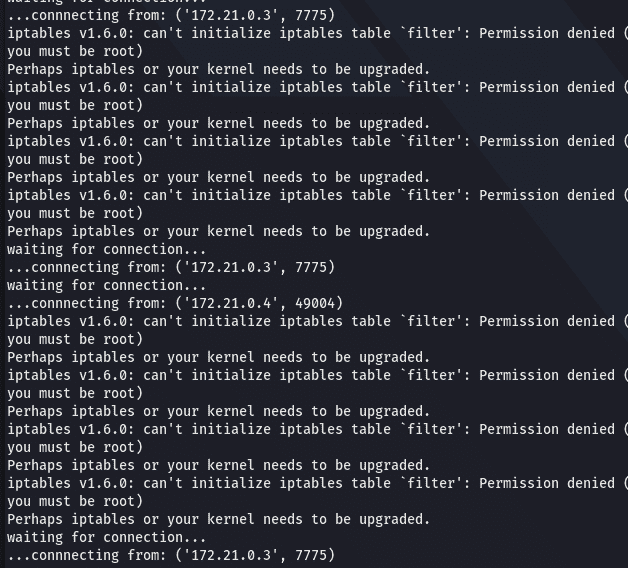 waiting for connection...
...connnecting from: ('172.21.0.3', 7775)
iptables v1.6.0: can't initialize iptables table `filter': Permission denied (
you must be root)
Perhaps iptables or your kernel needs to be upgraded.
iptables v1.6.0: can't initialize iptables table `filter': Permission denied (
you must be root)
Perhaps iptables or your kernel needs to be upgraded.
iptables v1.6.0: can't initialize iptables table `filter': Permission denied (
you must be root)
Perhaps iptables or your kernel needs to be upgraded.
iptables v1.6.0: can't initialize iptables table `filter': Permission denied (
you must be root)
Perhaps iptables or your kernel needs to be upgraded.
waiting for connection...
...connnecting from: ('172.21.0.3', 7775)
waiting for connection...
...connnecting from: ('172.21.0.4', 49004)
iptables v1.6.0: can't initialize iptables table `filter': Permission denied (
you must be root)
Perhaps iptables or your kernel needs to be upgraded.
iptables v1.6.0: can't initialize iptables table `filter': Permission denied (
you must be root)
Perhaps iptables or your kernel needs to be upgraded.
iptables v1.6.0: can't initialize iptables table `filter': Permission denied (
you must be root)
Perhaps iptables or your kernel needs to be upgraded.
iptables v1.6.0: can't initialize iptables table `filter': Permission denied (
you must be root)
Perhaps iptables or your kernel needs to be upgraded.
waiting for connection...
...connnecting from: ('172.21.0.3', 7775)